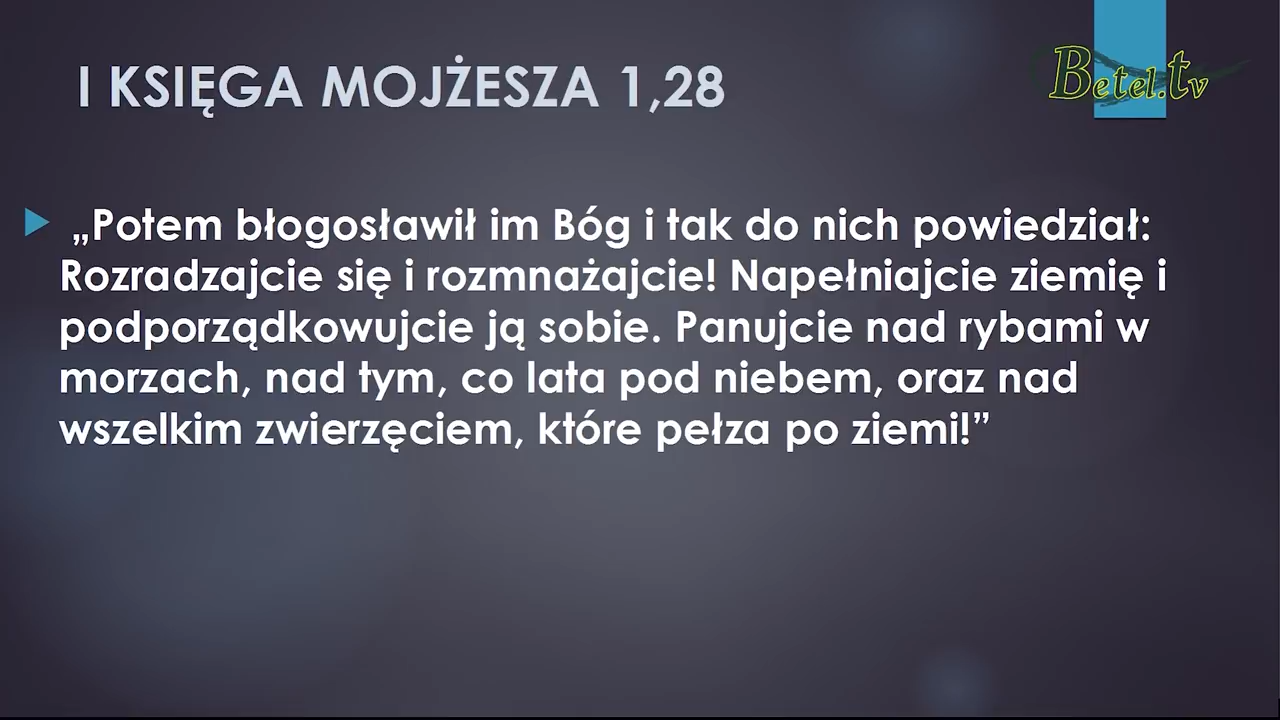 I KSIĘGA MOJŻESZA 1,28
Betel.tv
„Potem błogosławił im Bóg i tak do nich powiedział:
Rozradzajcie się i rozmnażajcie! Napełniajcie ziemię i
podporządkowujcie ją sobie. Panujcie nad rybami w
morzach, nad tym, co lata pod niebem, oraz nad
wszelkim zwierzęciem, które pełza po ziemi!”